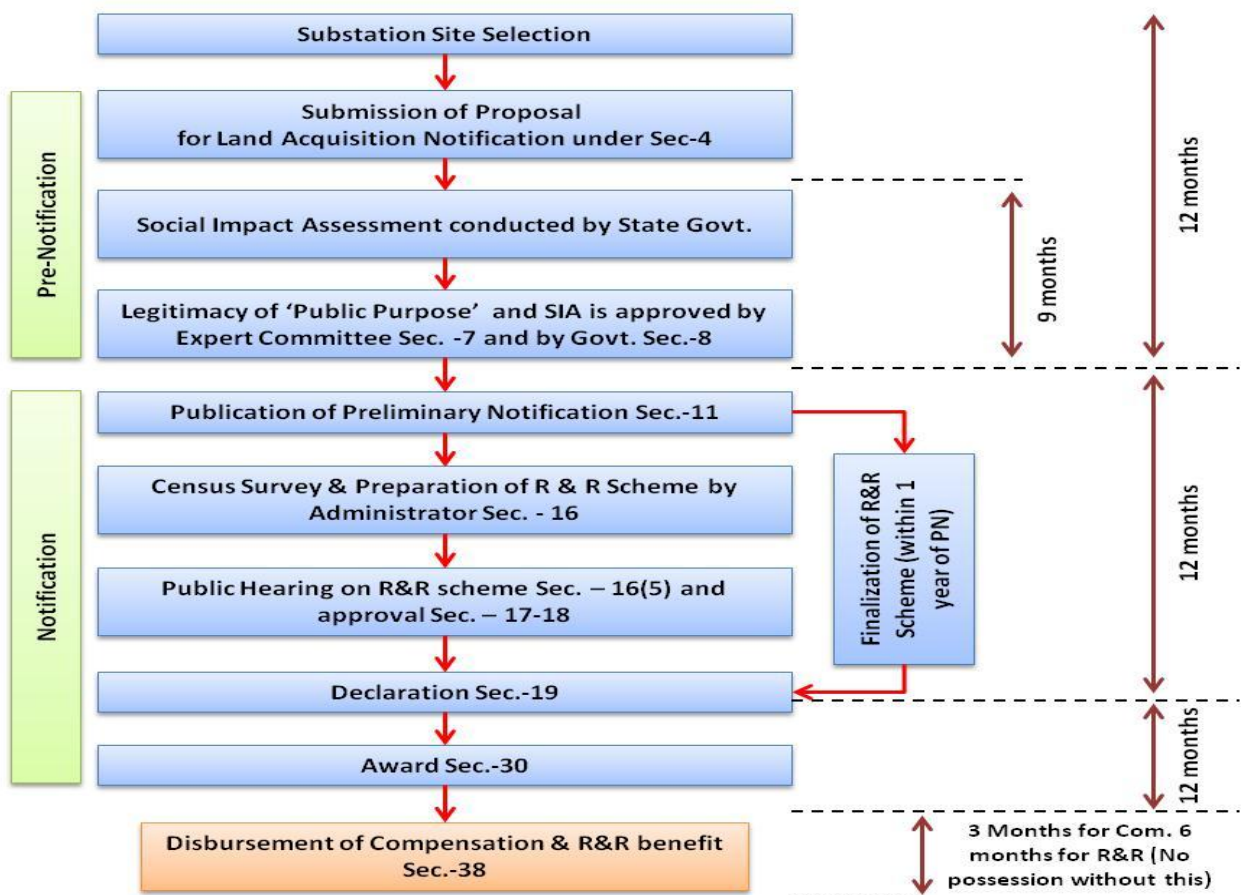 Substation Site Selection
Pre-Notification
Submission of Proposal
for Land Acquisition Notification under Sec-4
Social Impact Assessment conducted by State Govt.
Legitimacy of ‘Public Purpose’ and SIA is approved by
Expert Committee Sec. -7 and by Govt. Sec.-8
9 months
12 months
Notification
Publication of Preliminary Notification Sec.-11
Census Survey & Preparation of R & R Scheme by
Administrator Sec. - 16
Public Hearing on R&R scheme Sec. – 16(5) and
approval Sec. – 17-18
Finalization of R&R
Scheme (within 1
year of PN)
12 months
Declaration Sec.-19
Award Sec.-30
12 months
Disbursement of Compensation & R&R benefit
Sec.-38
3 Months for Com. 6
months for R&R (No
possession without this)